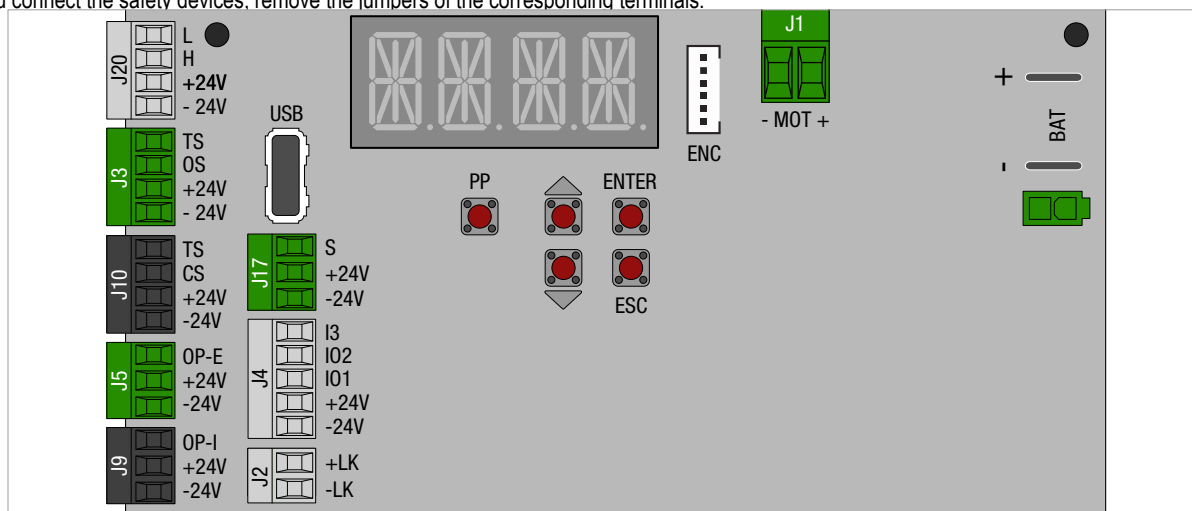 connect the safety devices, remove the jumpers of the corresponding terminals.
J20
L
H
+24V
- 24V
J3
TS
OS
+24V
- 24V
J10
TS
CS
+24V
-24V
J5
OP-E
+24V
-24V
J9
OP-I
+24V
-24V
USB
J17
S
+24V
-24V
J4
I3
IO2
IO1
+24V
-24V
J2
+LK
-LK
PP
ENTER
ESC
ENC
J1
- MOT +
+
BAT
-